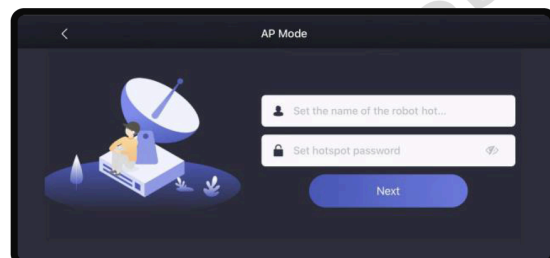 AP Mode
Set the name of the robot hot...
Set hotspot password
Next